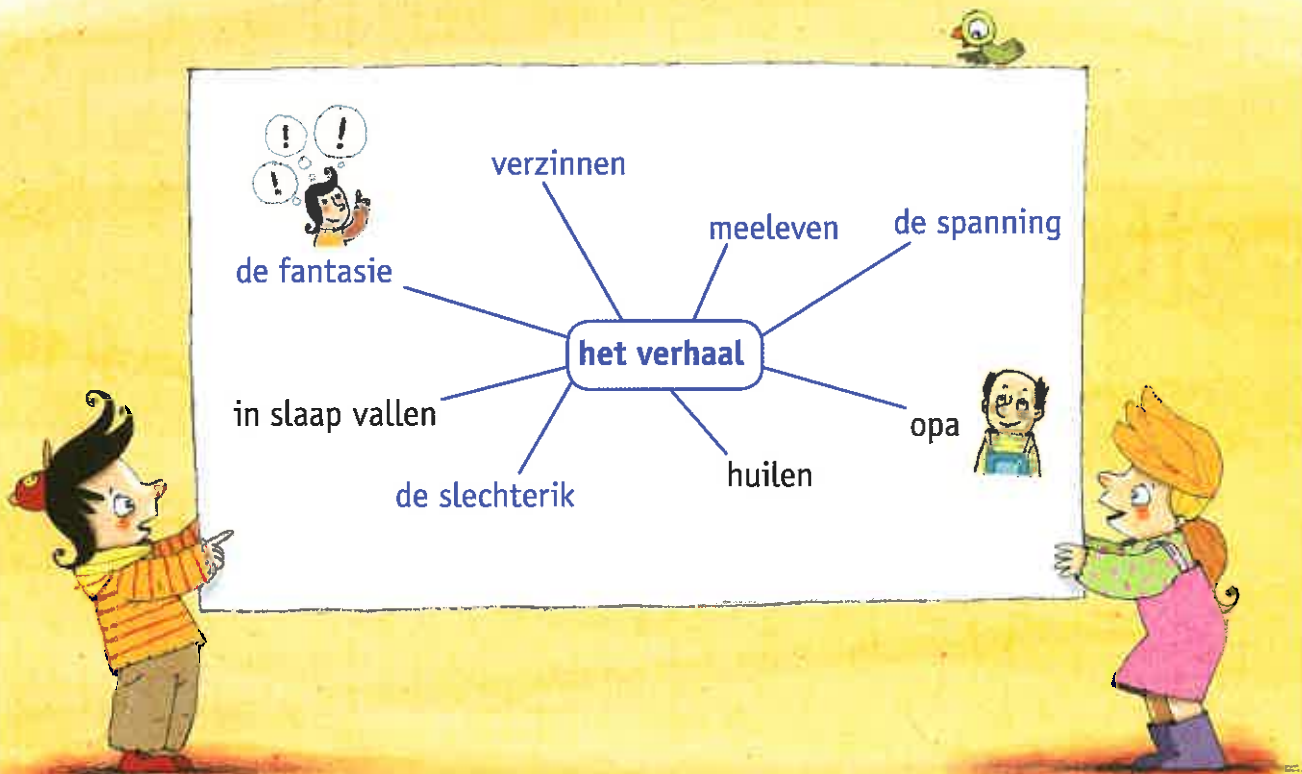 ! !
!
verzinnen
meeleven
de spanning
de fantasie
het verhaal
in slaap vallen
opa
huilen
de slechterik